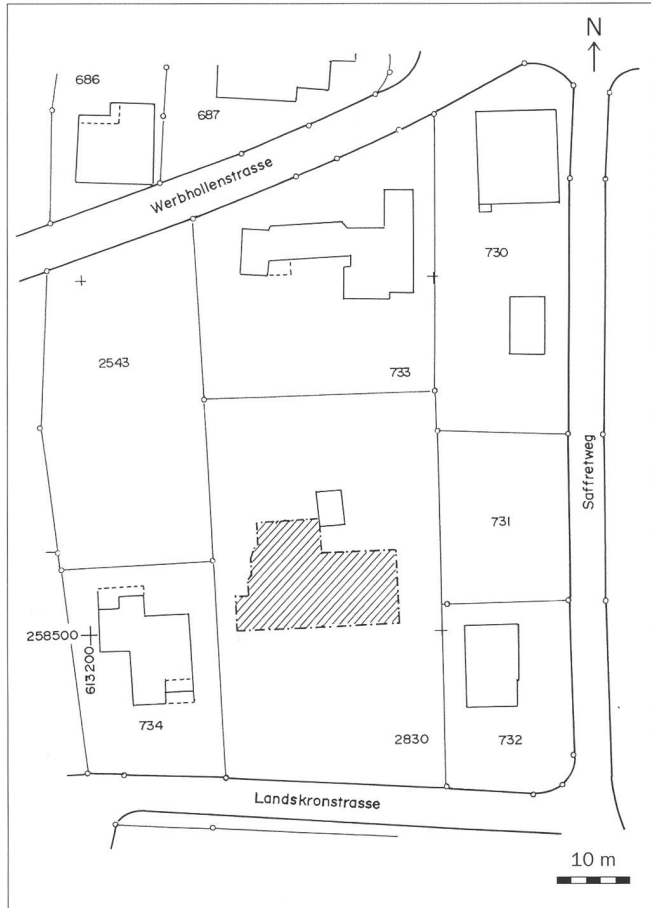 N
686
687
Werbhollenstrasse
730
2543
733
Saffretweg
731
258500
613200
734
2830
732
Landskronstrasse
10 m